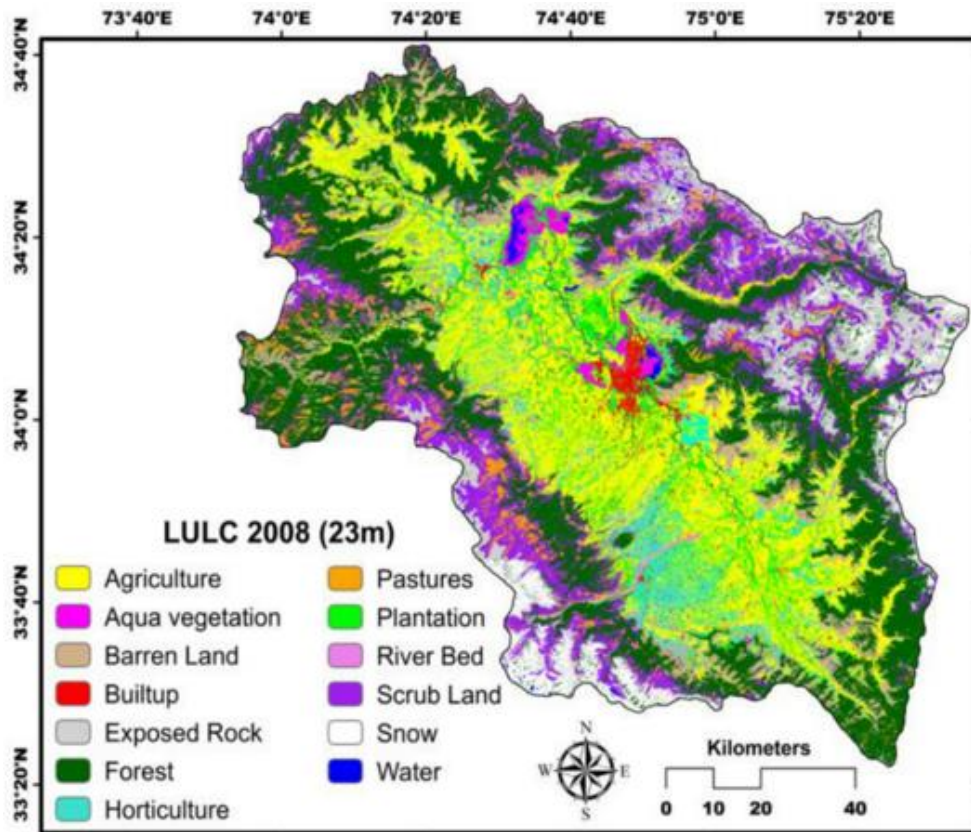 73°40'E 74°0'E 74°20'E 74°40'E 75°0'E 75°20'E
34°40'N
34°20'N
34°0'N
33°40'N
33°20'N
LULC 2008 (23m)
Agriculture
Aqua vegetation
Barren Land
Builtup
Exposed Rock
Forest
Horticulture
Pastures
Plantation
River Bed
Scrub Land
Snow
Water
N
W E
S
Kilometers
0 10 20 40